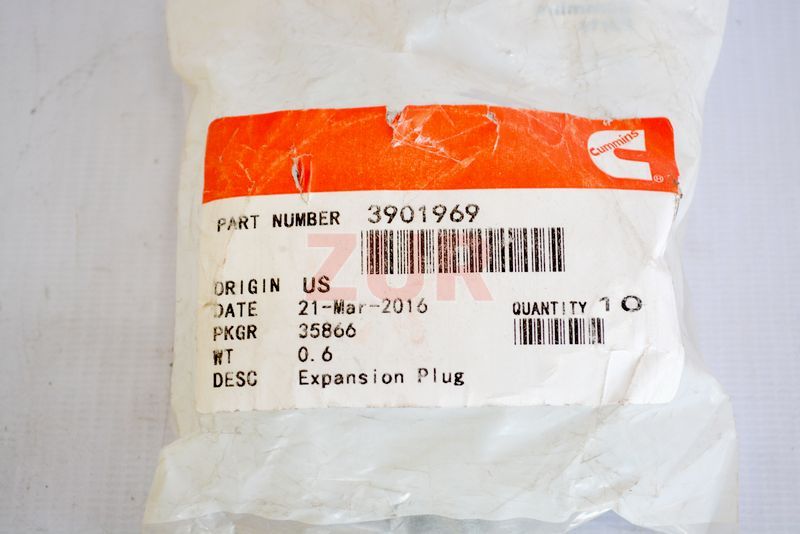 Cummins
®
PART NUMBER 3901969
ZUR
ORIGIN US
DATE 21-Mar-2016
QUANTITY 10
PKGR 35866
WT 0.6
DESC Expansion Plug